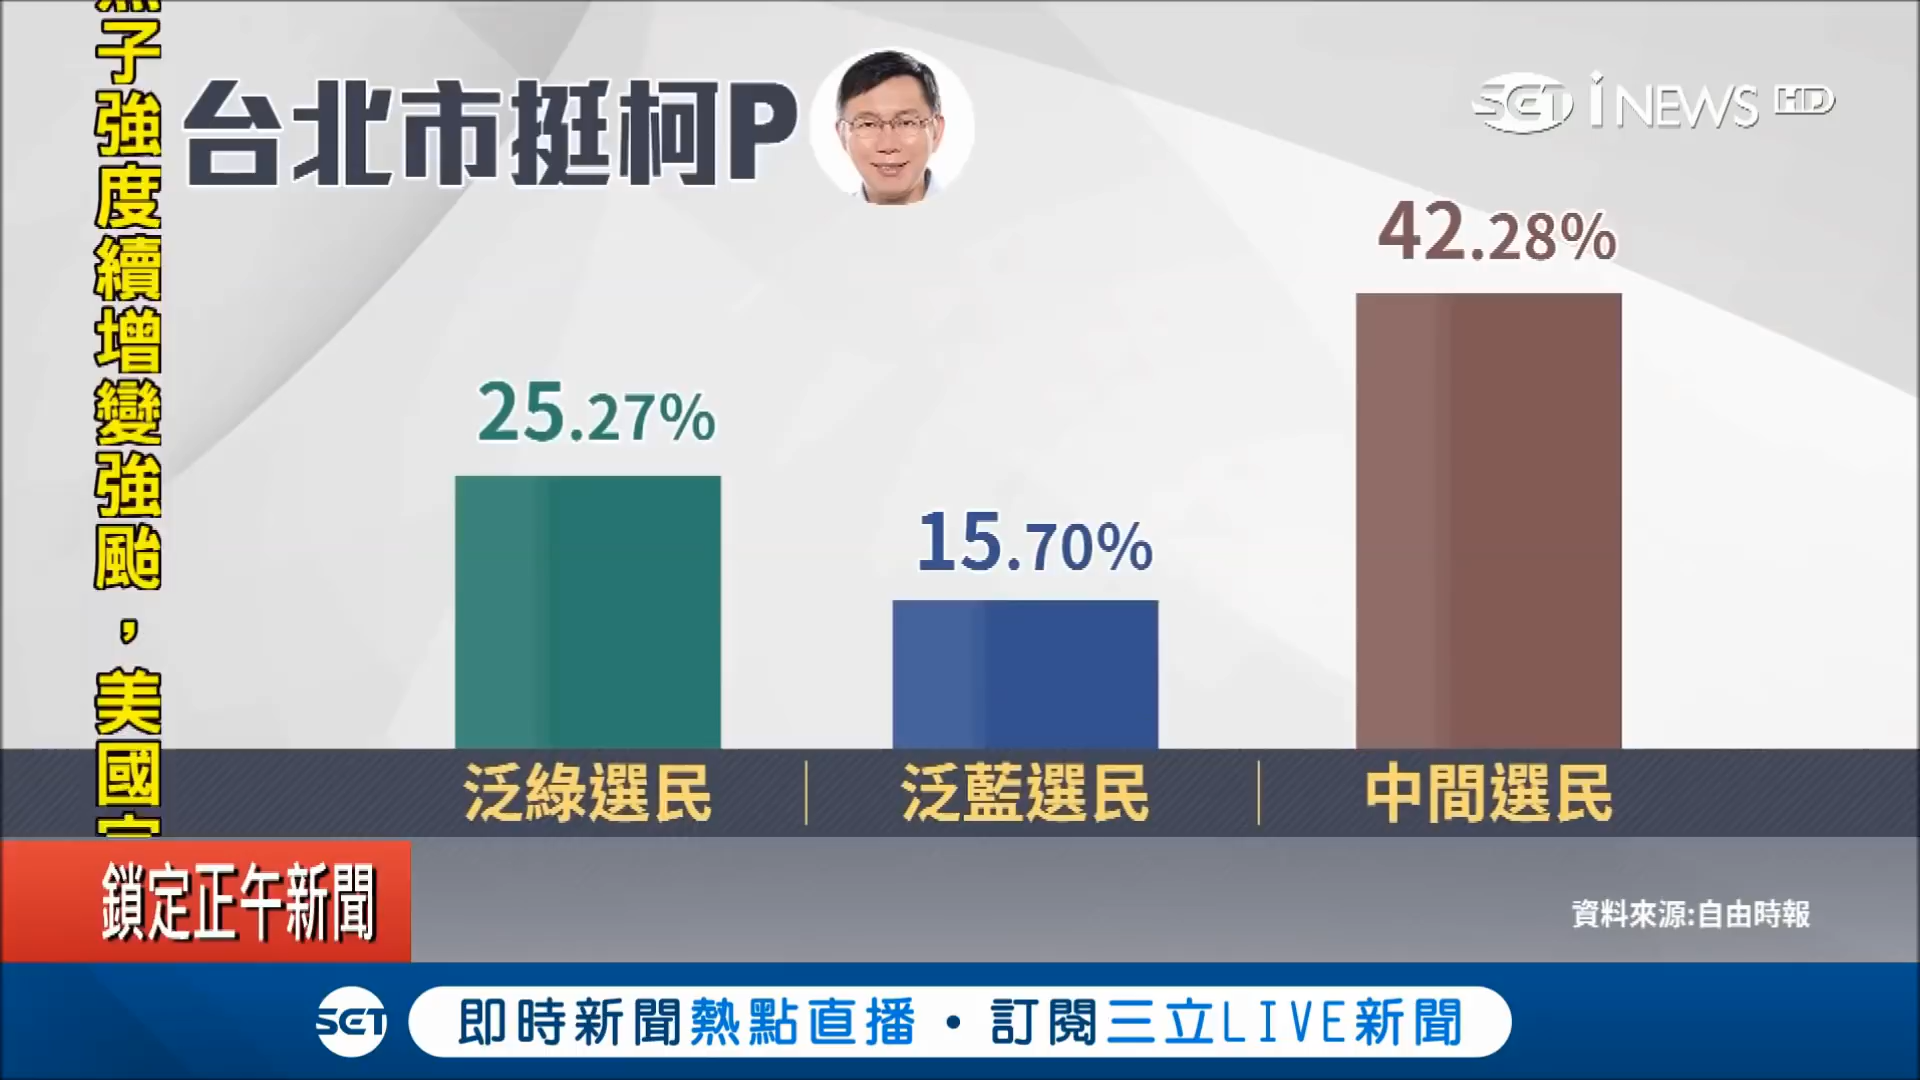 子強度續增變強颱，美國
台北市挺柯P
SET iNEWS HD
42.28%
25.27%
15.70%
泛綠選民
泛藍選民
中間選民
鎖定正午新聞
資料來源:自由時報
SET
即時新聞熱點直播・訂閱三立LIVE新聞